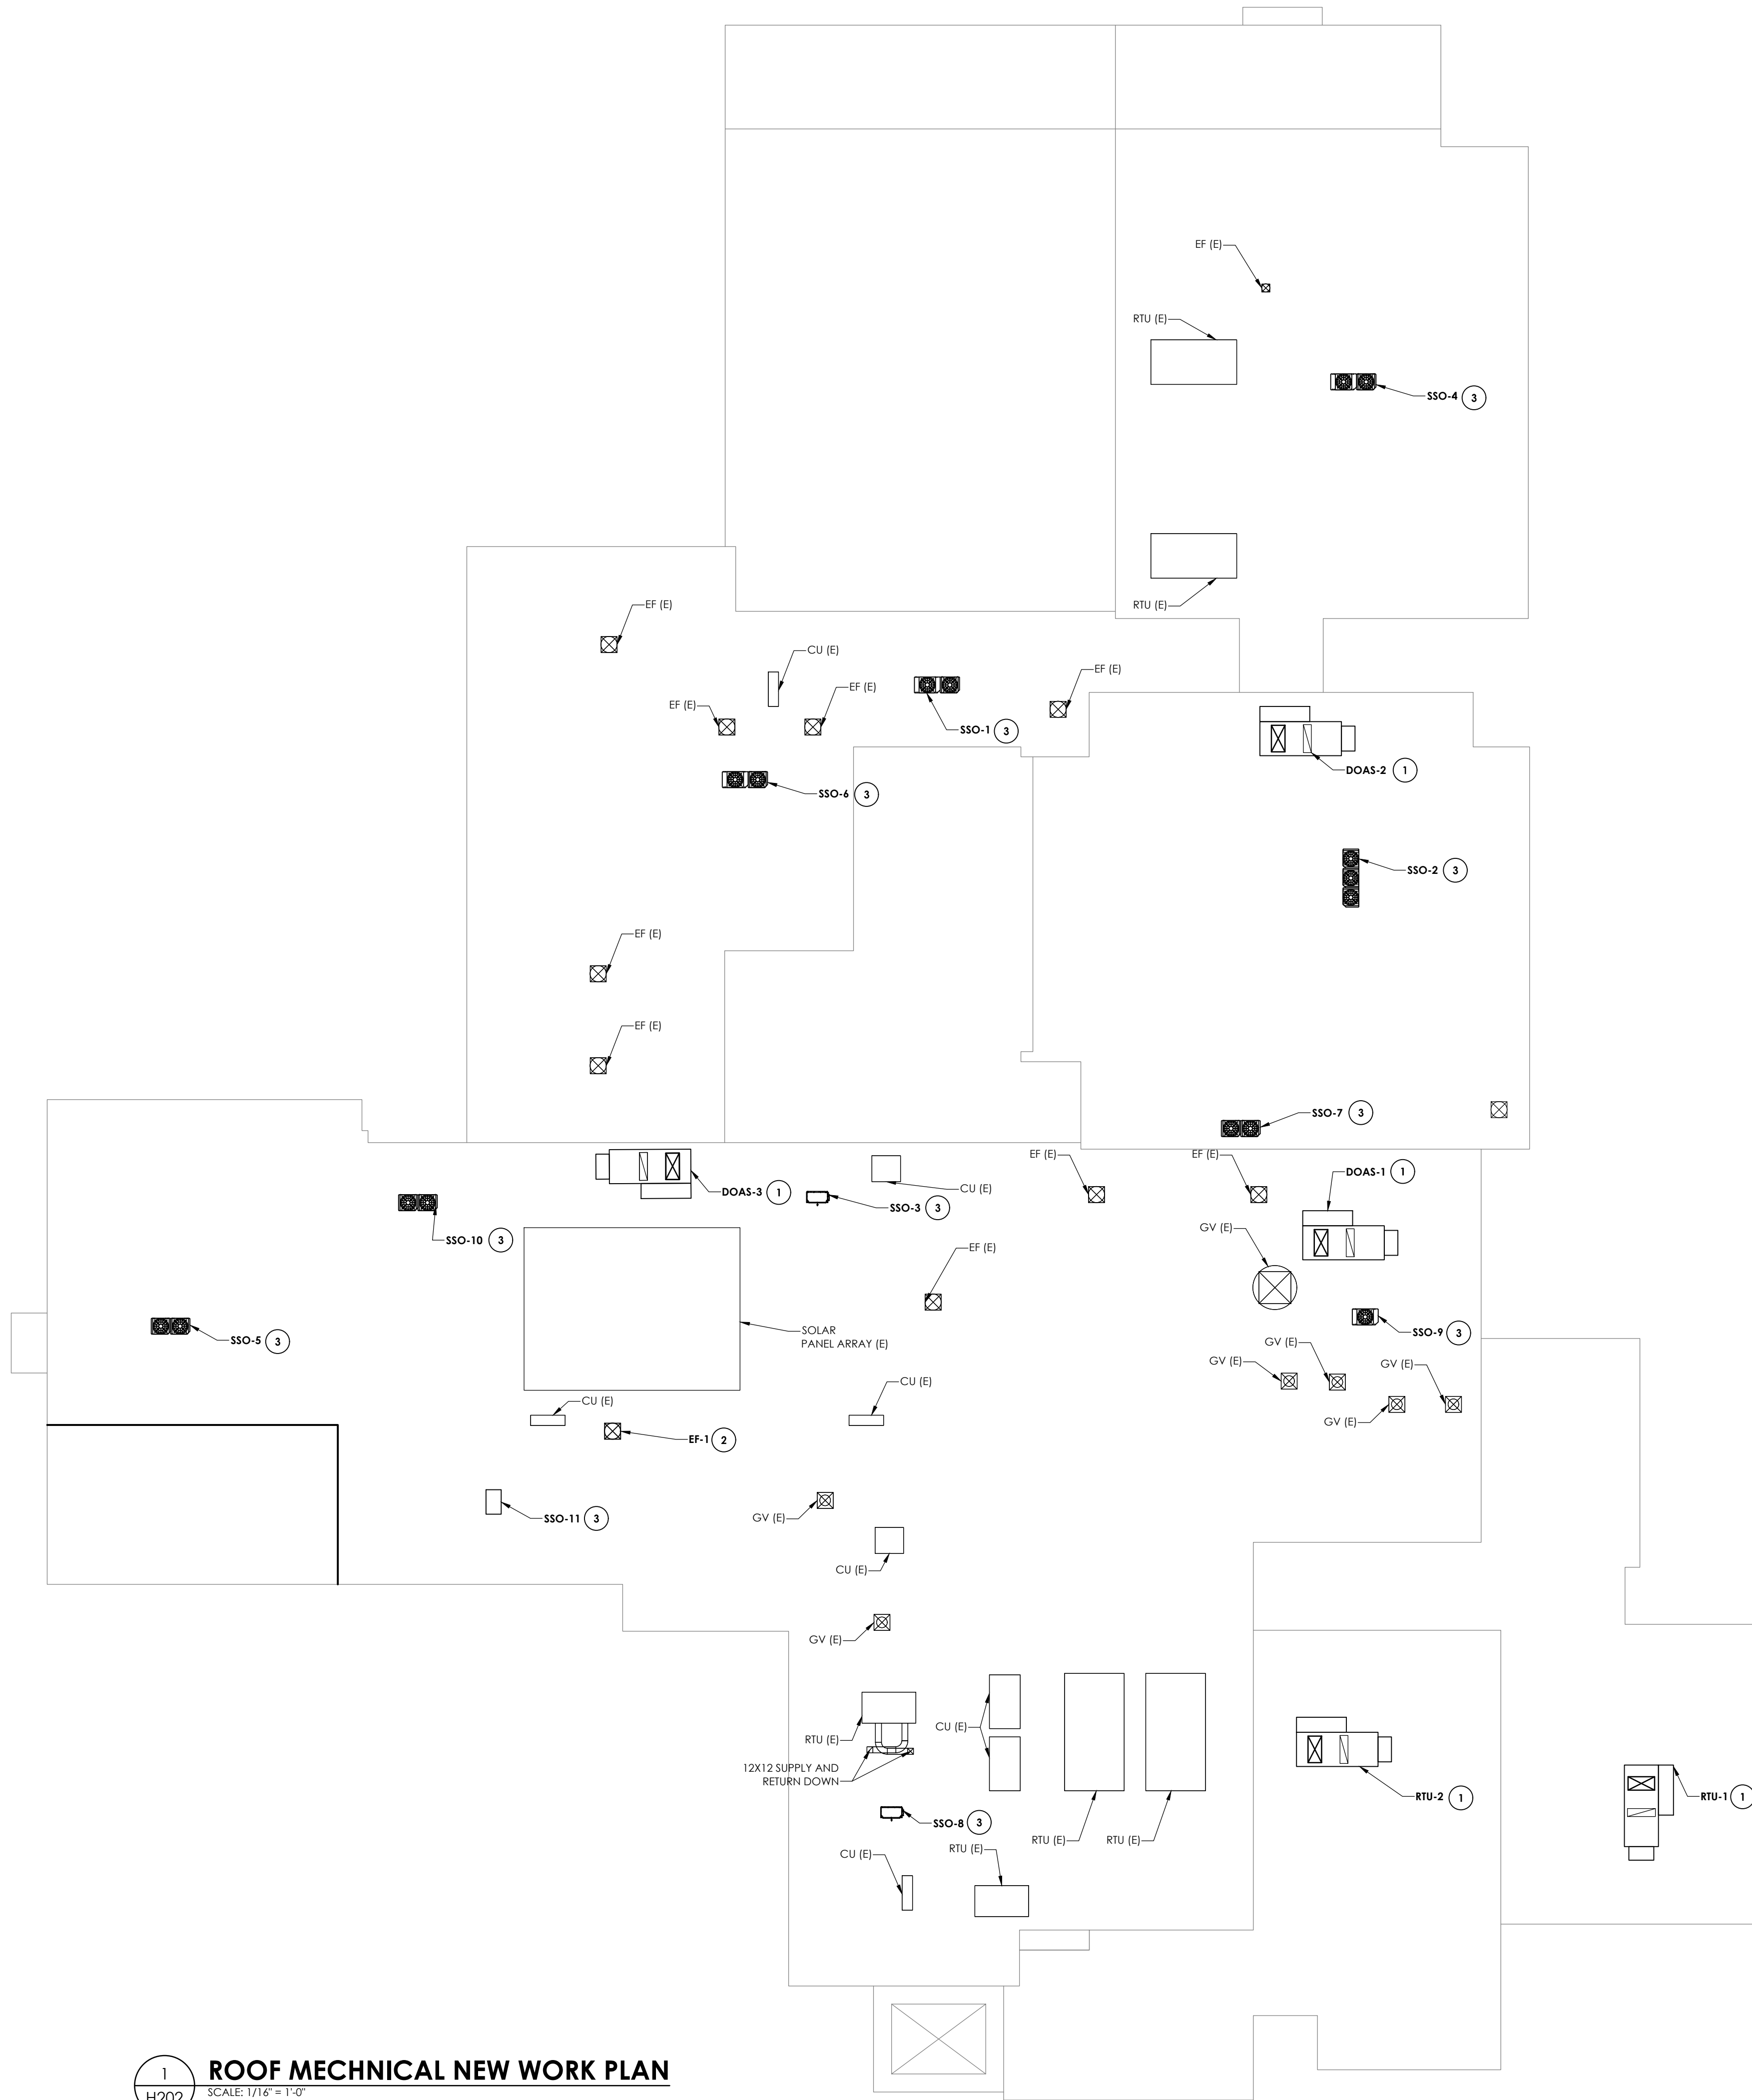 EF (E)
RTU (E)
SSO-4 3
RTU (E)
EF (E)
CU (E)
EF (E)
EF (E)
EF (E)
SSO-1 3
DOAS-2 1
SSO-6 3
SSO-2 3
EF (E)
EF (E)
SSO-7 3
EF (E)
EF (E)
DOAS-1 1
CU (E)
DOAS-3 1
SSO-3 3
GV (E)
SSO-10 3
EF (E)
SOLAR
PANEL ARRAY (E)
SSO-5 3
SSO-9 3
GV (E)
GV (E)
GV (E)
CU (E)
CU (E)
GV (E)
EF-1 2
SSO-11 3
GV (E)
CU (E)
GV (E)
CU (E)
RTU (E)
12X12 SUPPLY AND
RETURN DOWN
RTU-2 1
RTU-1 1
SSO-8 3
RTU (E)
RTU (E)
RTU (E)
CU (E)
1
ROOF MECHNICAL NEW WORK PLAN
H202
SCALE: 1/16" = 1'-0"